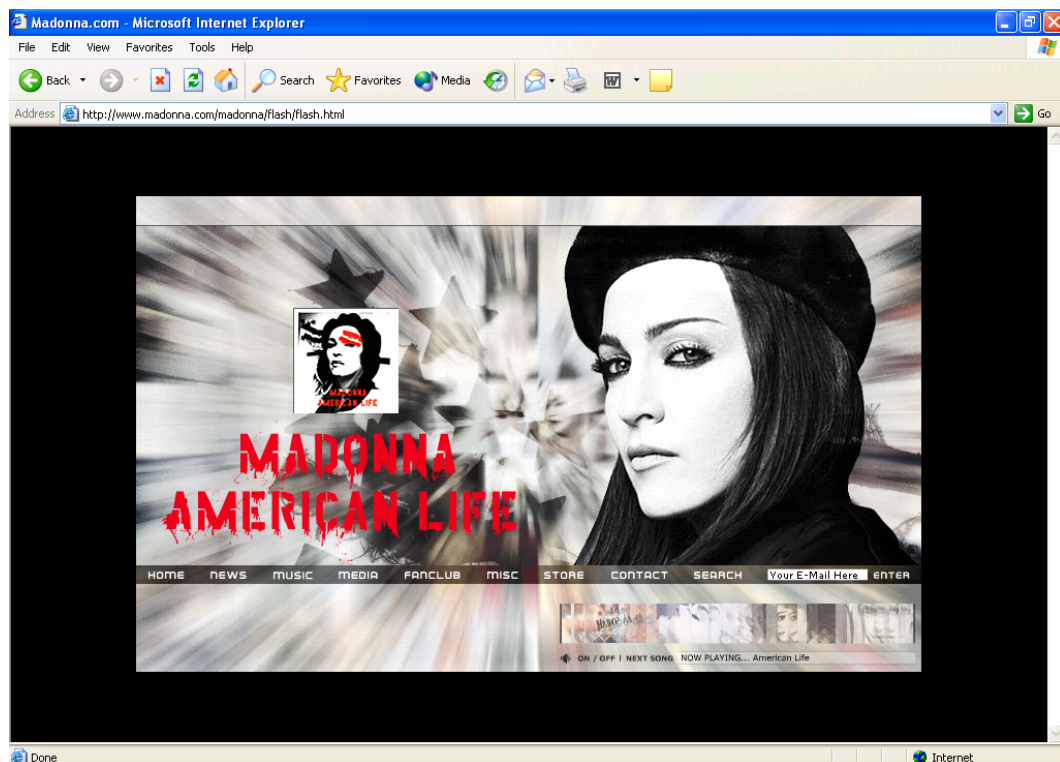 Madonna.com - Microsoft Internet Explorer
File Edit View Favorites Tools Help
Back Search Favorites Media
Address http://www.madonna.com/madonna/flash/flash.html Go
MADONNA
AMERICAN LIFE
MADONNA
AMERICAN LIFE
HOME NEWS MUSIC MEDIA FANCLUB MISC STORE CONTACT SEARCH Your E-Mail Here ENTER
ON / OFF | NEXT SONG NOW PLAYING... American Life
Done Internet